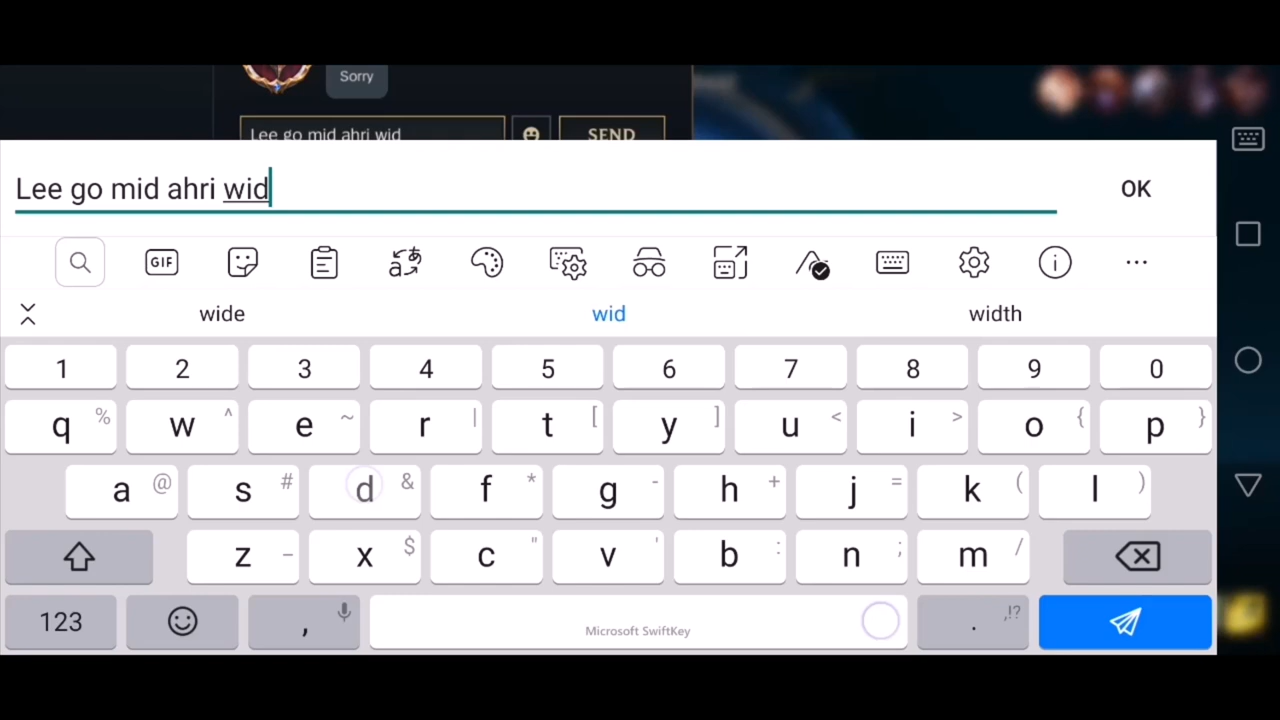 Sorry
Lee go mid ahri wid
SEND
Lee go mid ahri wid
OK
GIF
wide wid width
1 2 3 4 5 6 7 8 9 0
q % w ^ e ~ r | t [ y ] u < i > o { p }
a @ s # d & f * g - h + j = k ( l )
z _ x $ c " v ' b : n ; m /
123 , Microsoft SwiftKey . ,!?